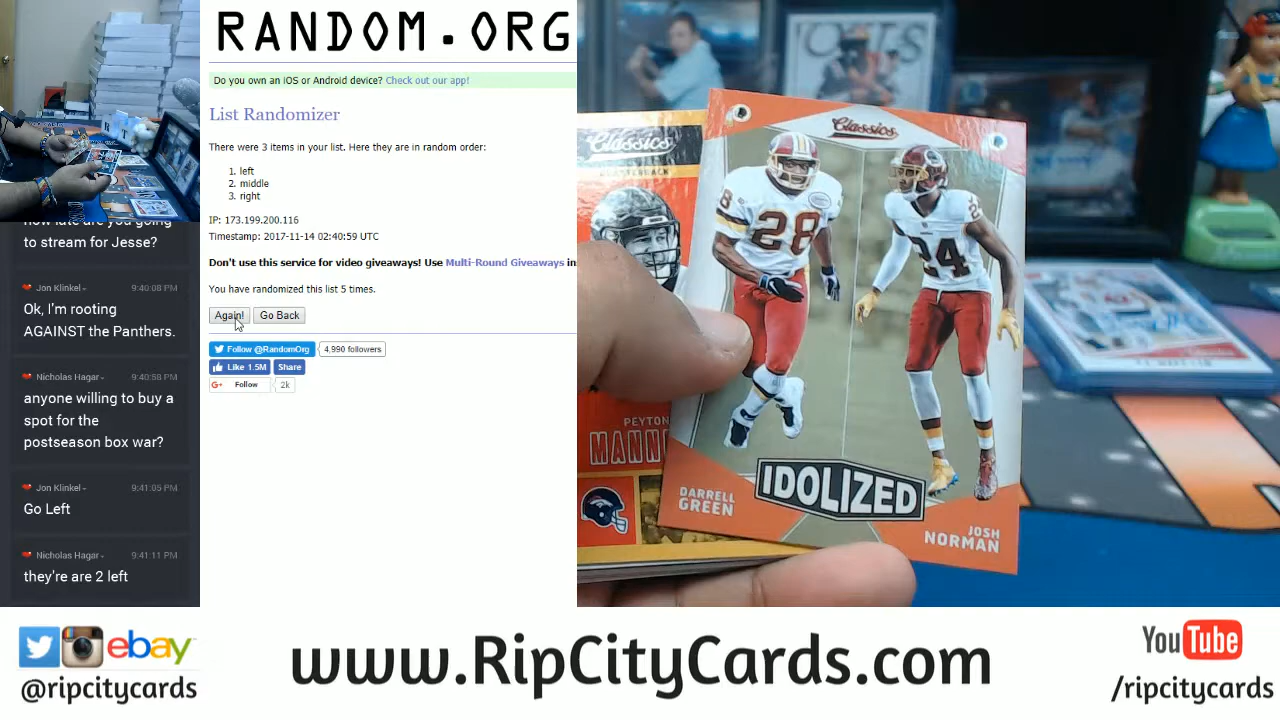 how late are you going
to stream for Jesse?
Jon Klinkel 9:40:08 PM
Ok, I'm rooting
AGAINST the Panthers.
Nicholas Hagar 9:40:58 PM
anyone willing to buy a
spot for the
postseason box war?
Jon Klinkel 9:41:05 PM
Go Left
Nicholas Hagar 9:41:11 PM
they're are 2 left
RANDOM.ORG
Do you own an iOS or Android device? Check out our app!
List Randomizer
There were 3 items in your list. Here they are in random order:
1. left
2. middle
3. right
IP: 173.199.200.116
Timestamp: 2017-11-14 02:40:59 UTC
Don't use this service for video giveaways! Use Multi-Round Giveaways in
You have randomized this list 5 times.
Again! Go Back
Follow @RandomOrg 4,990 followers
Like 1.5M Share
G+ Follow 2k
Classics
PEYTON
MANN
Classics
28
28
24
24
IDOLIZED
DARRELL
GREEN
JOSH
NORMAN
ebay
@ripcitycards
www.RipCityCards.com
YouTube
/ripcitycards